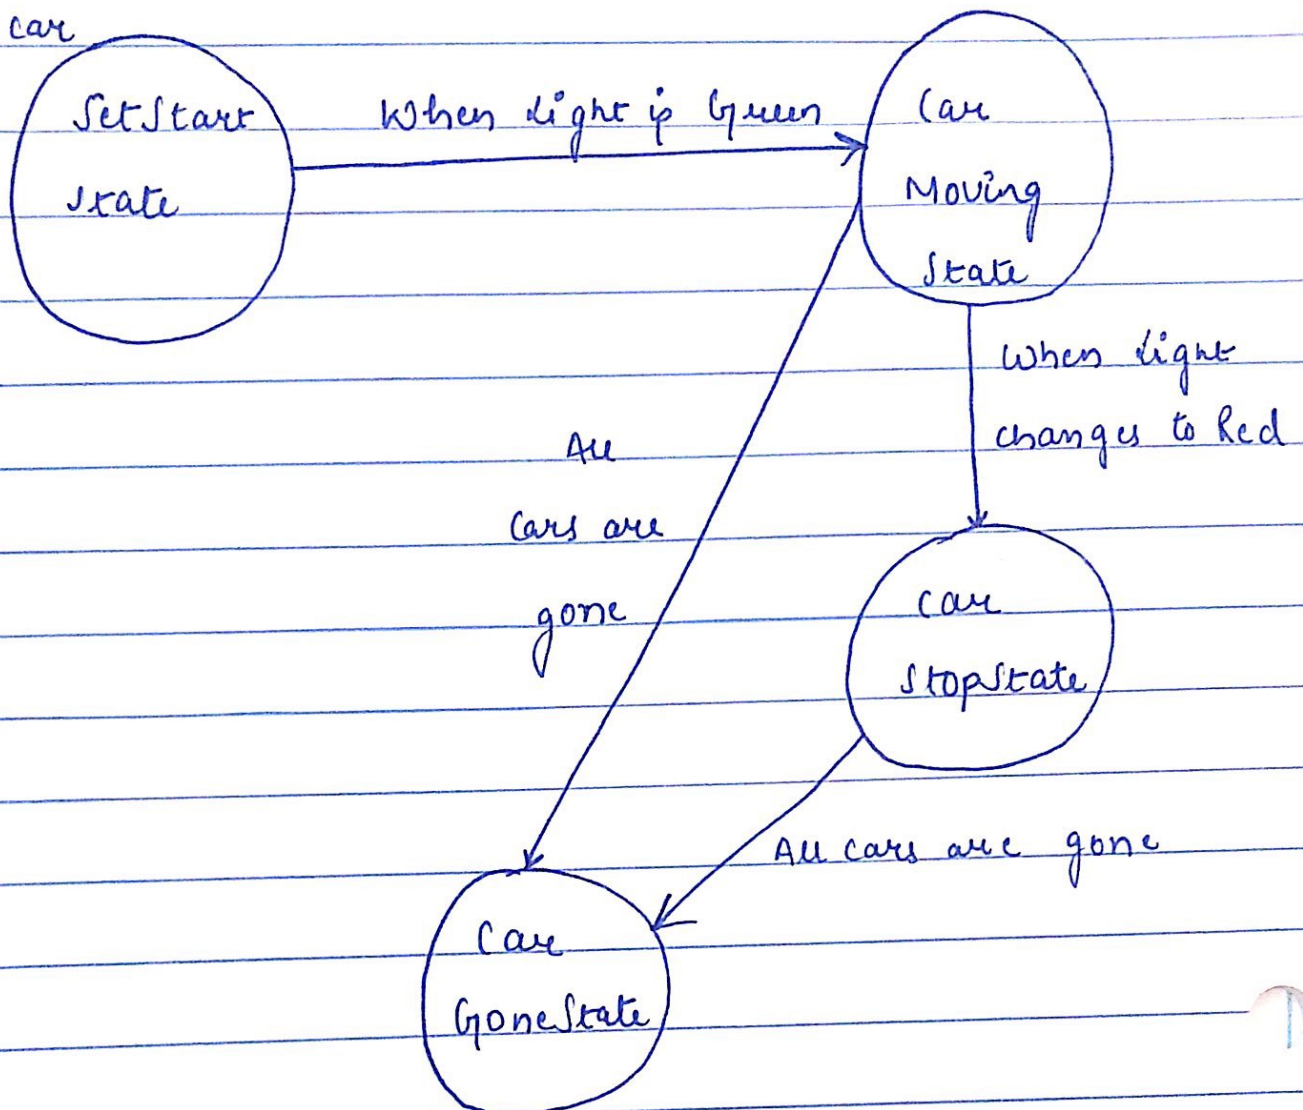 car
SetStart
State
When Light is Green
Car
Moving
State
When Light
changes to Red
All
Cars are
gone
Car
StopState
All cars are gone
Car
GoneState